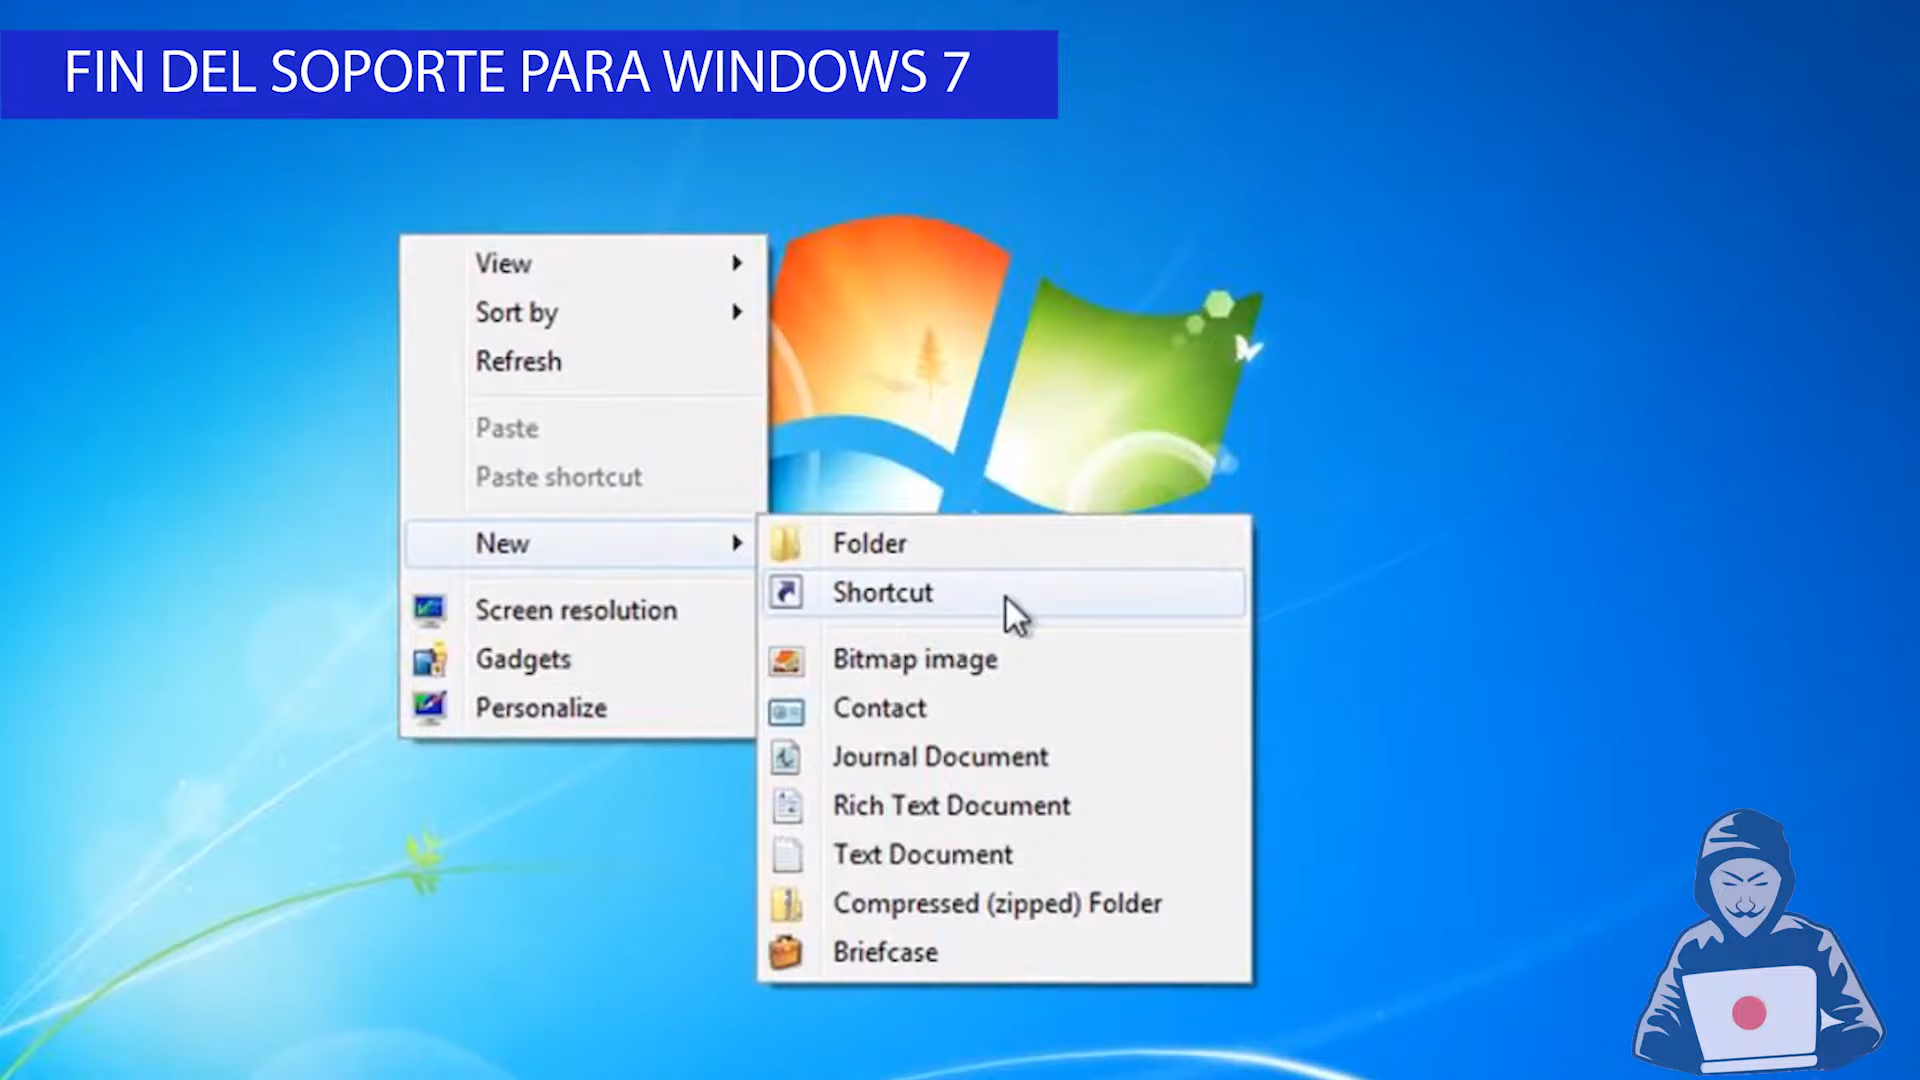 FIN DEL SOPORTE PARA WINDOWS 7
View
Sort by
Refresh
Paste
Paste shortcut
New
Screen resolution
Gadgets
Personalize
Folder
Shortcut
Bitmap image
Contact
Journal Document
Rich Text Document
Text Document
Compressed (zipped) Folder
Briefcase